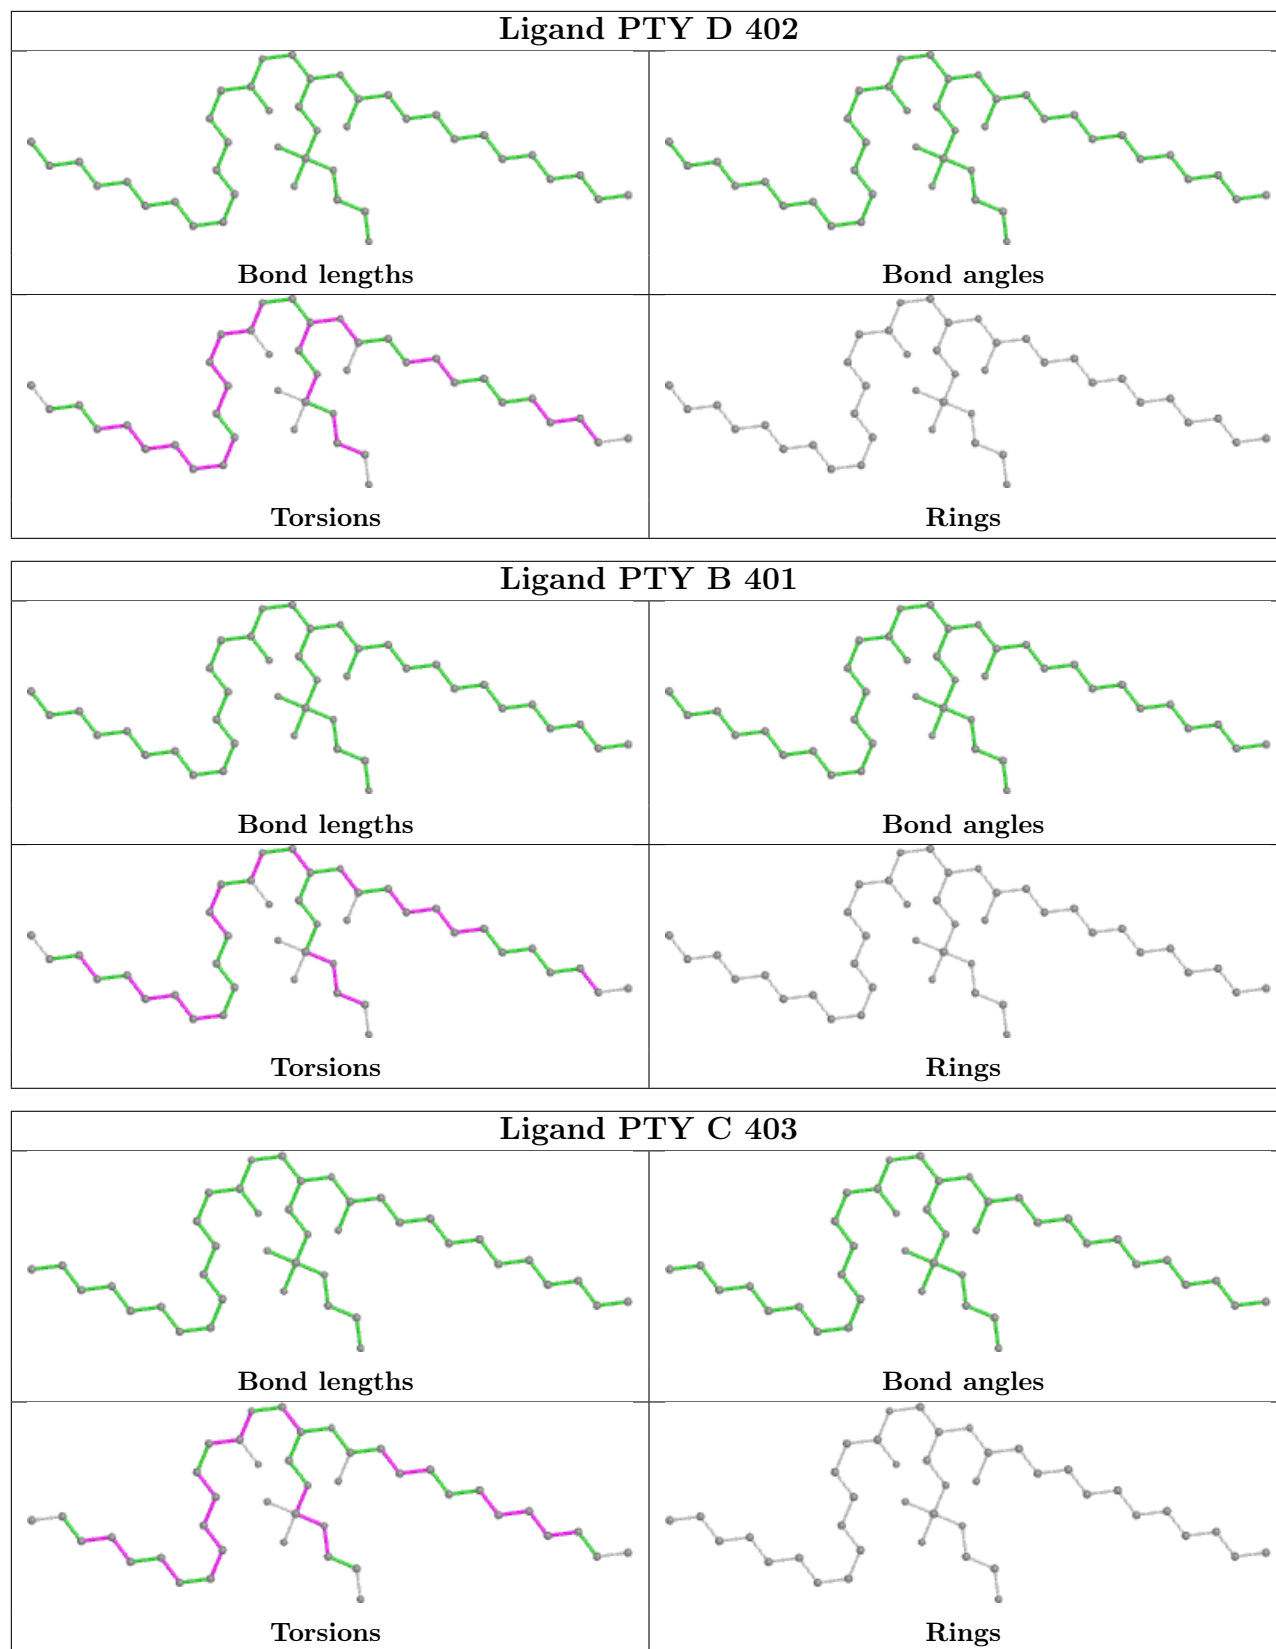 Ligand PTY D 402
Bond lengths
Bond angles
Torsions
Rings
Ligand PTY B 401
Bond lengths
Bond angles
Torsions
Rings
Ligand PTY C 403
Bond lengths
Bond angles
Torsions
Rings